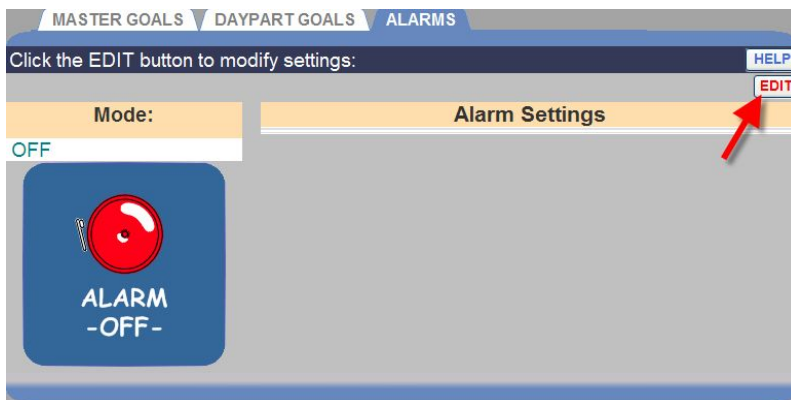 MASTER GOALS DAYPART GOALS ALARMS
Click the EDIT button to modify settings:
HELP
EDIT
Mode:
Alarm Settings
OFF
ALARM
-OFF-